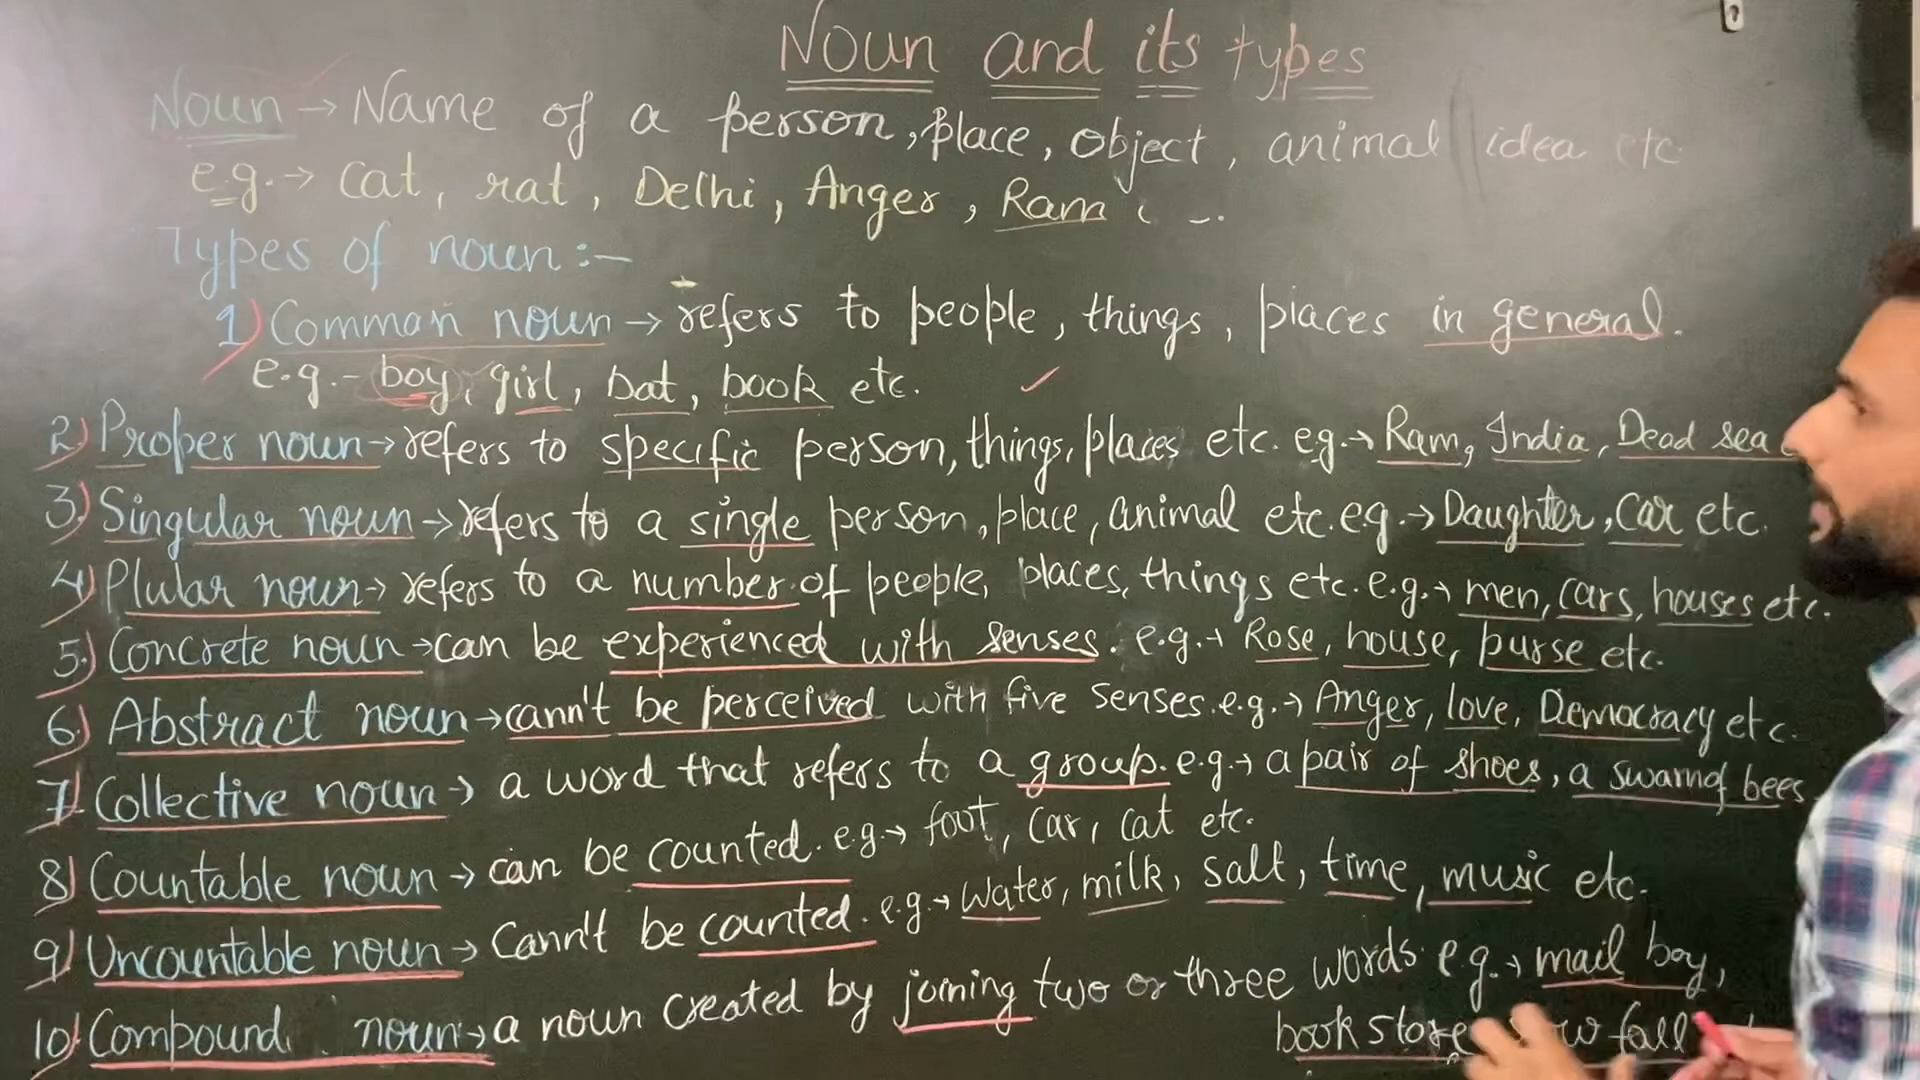 Noun and its types
Noun → Name of a person, place, object, animal idea etc
e.g. → Cat, rat, Delhi, Anger, Ram, ...
Types of noun :-
1) Common noun → refers to people, things, places in general.
e.g. - boy, girl, bat, book etc.
2) Proper noun → refers to specific person, things, places etc. eg. → Ram, India, Dead sea
3) Singular noun → refers to a single person, place, animal etc. eg. → Daughter, Car etc.
4) Plular noun → refers to a number of people, places, things etc. e.g. → men, cars, houses etc.
5) Concrete noun → can be experienced with senses. e.g. → Rose, house, purse etc.
6) Abstract noun → cann't be perceived with five senses. e.g. → Anger, love, Democracy etc.
7) Collective noun → a word that refers to a group. e.g. → a pair of shoes, a swarm of bees
8) Countable noun → can be counted. e.g. → foot, Car, Cat etc.
9) Uncountable noun → Cann't be counted. e.g. → Water, milk, salt, time, music etc.
10) Compound noun → a noun created by joining two or three words. e.g. → mail boy,
book store fall